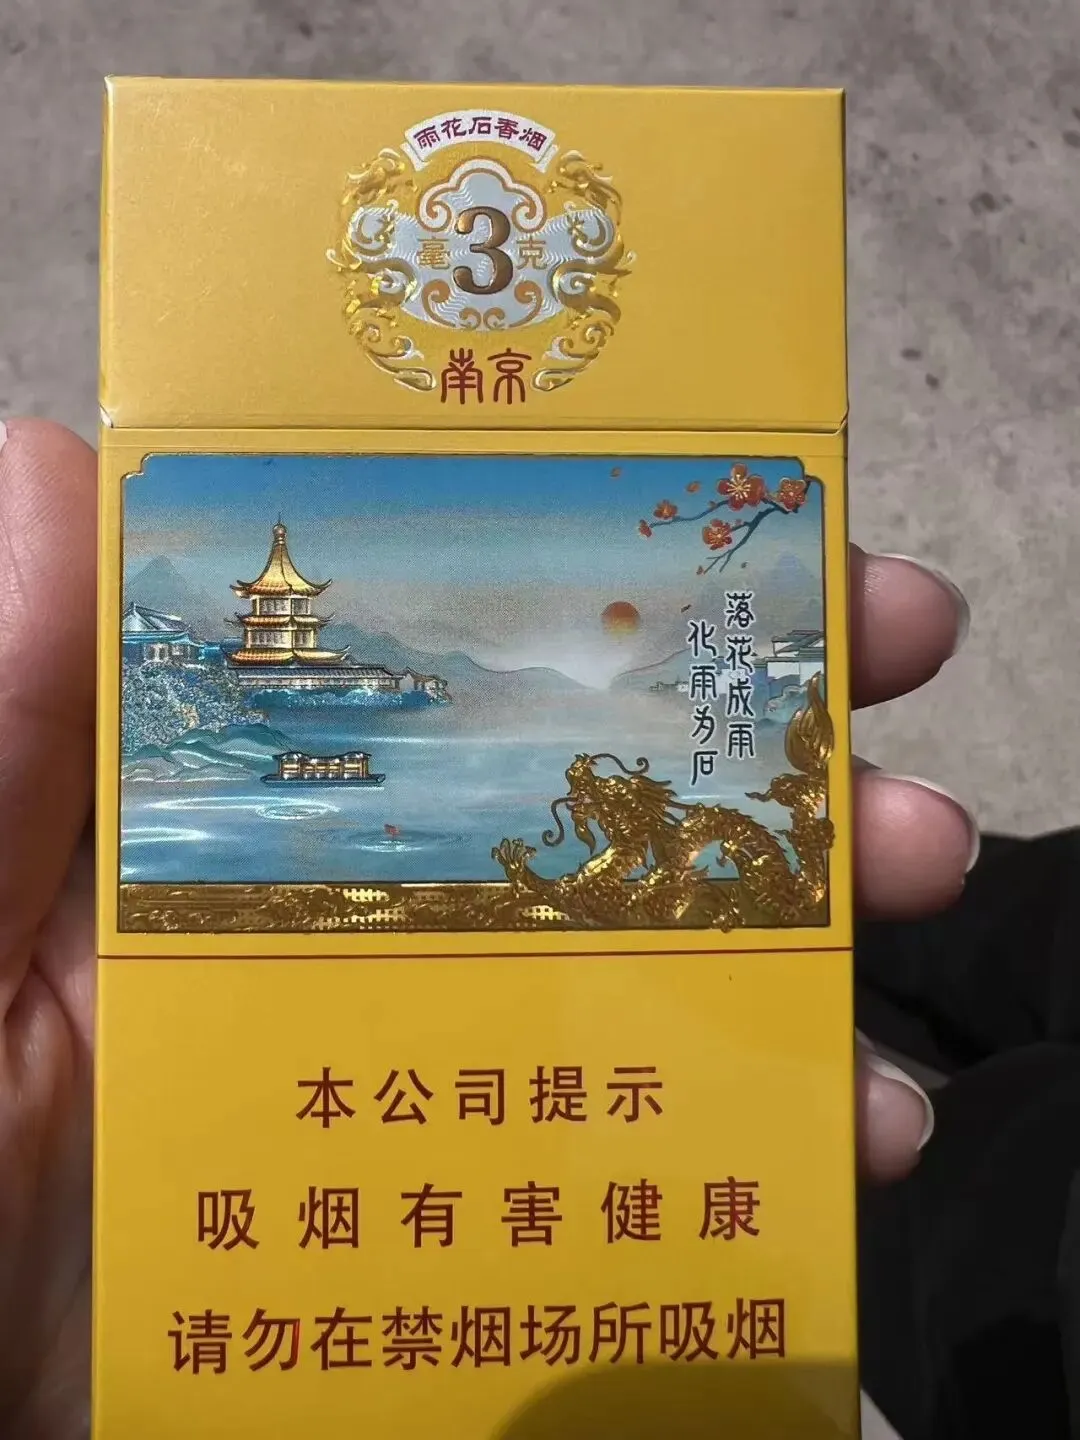 雨花石香烟
毫3克
南京
落花成雨
化雨为石
本公司提示
吸烟有害健康
请勿在禁烟场所吸烟